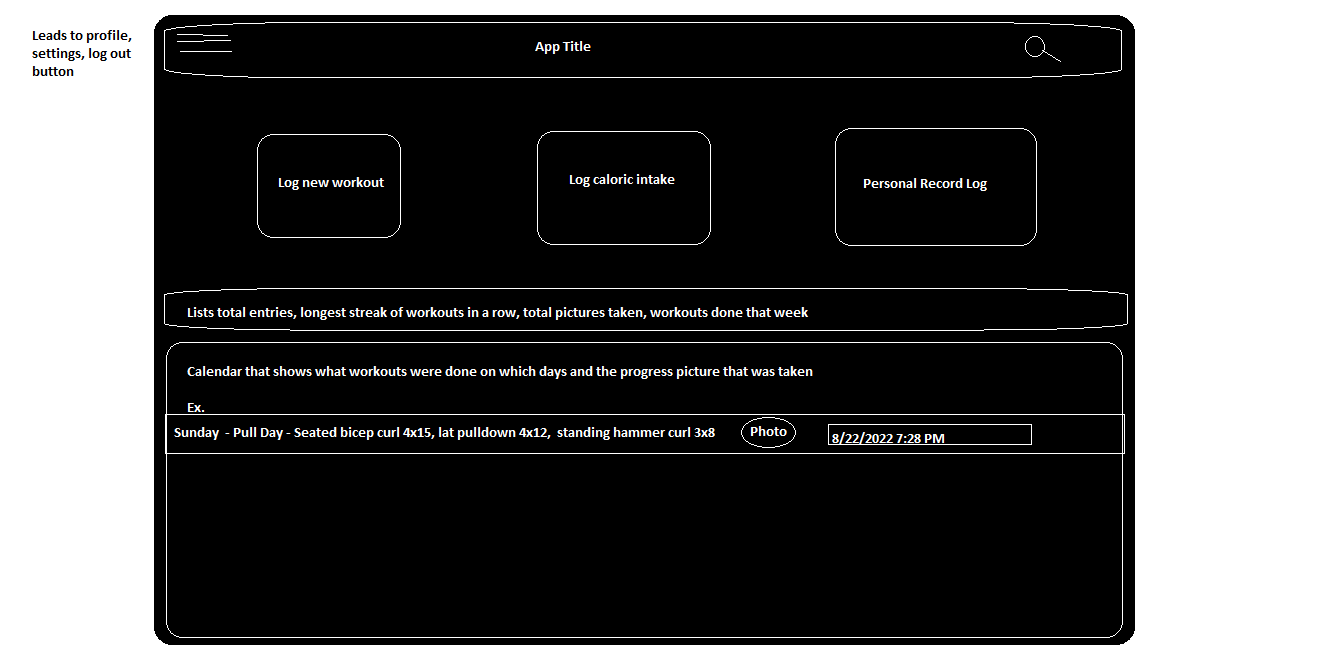 Leads to profile,
settings, log out
button
App Title
Log new workout
Log caloric intake
Personal Record Log
Lists total entries, longest streak of workouts in a row, total pictures taken, workouts done that week
Calendar that shows what workouts were done on which days and the progress picture that was taken
Ex.
Sunday  - Pull Day - Seated bicep curl 4x15, lat pulldown 4x12,  standing hammer curl 3x8
Photo
8/22/2022 7:28 PM